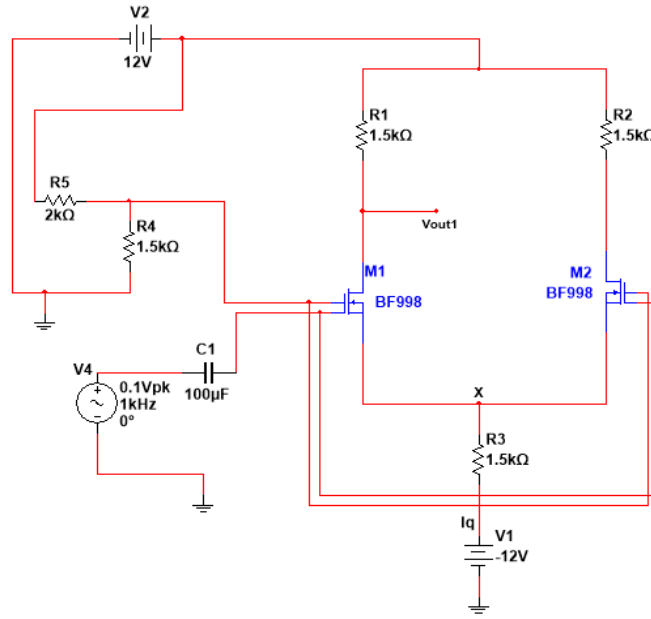 V2
12V
R1
1.5kΩ
R2
1.5kΩ
R5
2kΩ
R4
1.5kΩ
Vout1
M1
BF998
M2
BF998
C1
100µF
V4
0.1Vpk
1kHz
0°
X
R3
1.5kΩ
Iq
V1
-12V